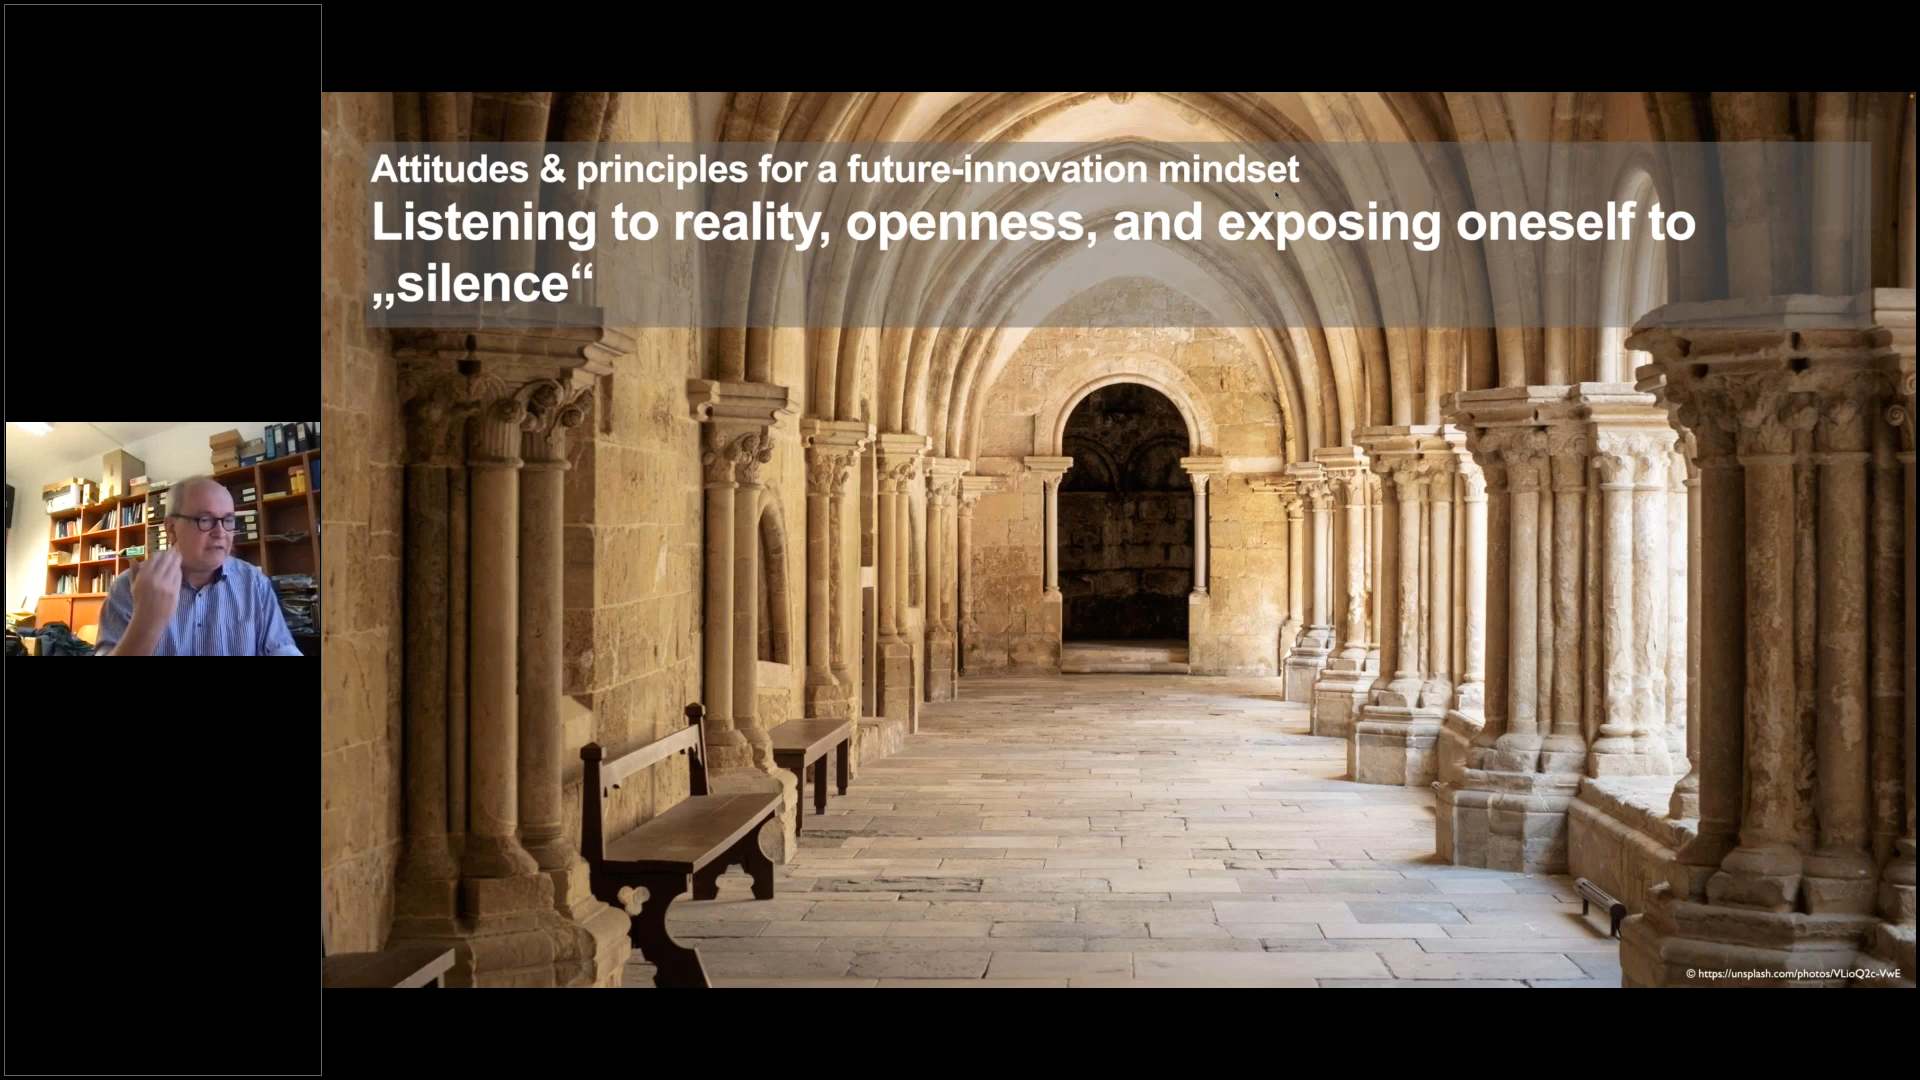 Attitudes & principles for a future-innovation mindset
Listening to reality, openness, and exposing oneself to
„silence“
© https://unsplash.com/photos/VLioQ2c-VwE